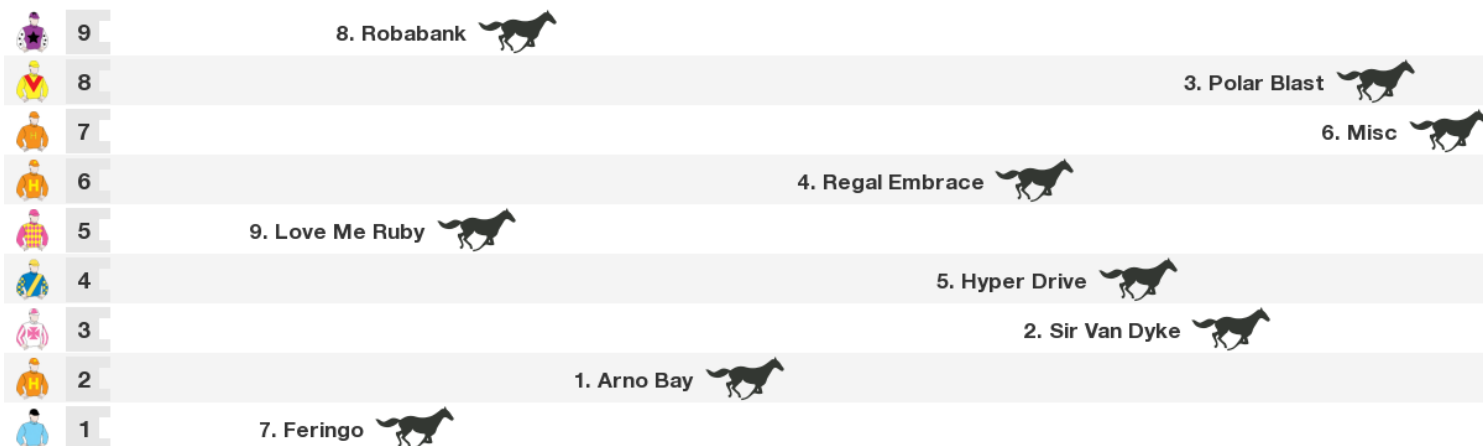 9 8. Robabank
8 3. Polar Blast
7 6. Misc
6 4. Regal Embrace
5 9. Love Me Ruby
4 5. Hyper Drive
3 2. Sir Van Dyke
2 1. Arno Bay
1 7. Feringo